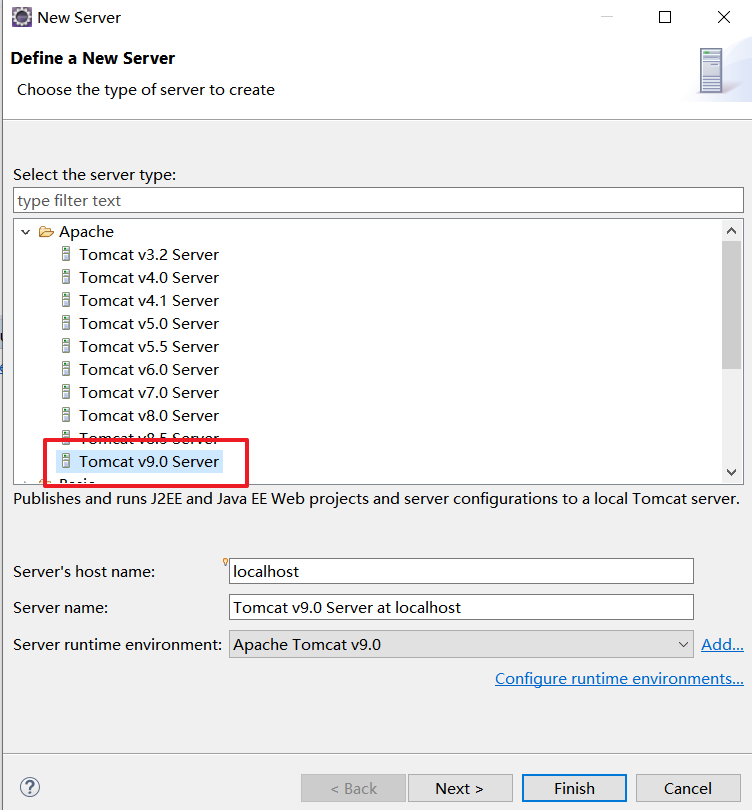 New Server
Define a New Server
Choose the type of server to create
Select the server type:
type filter text
Apache
Tomcat v3.2 Server
Tomcat v4.0 Server
Tomcat v4.1 Server
Tomcat v5.0 Server
Tomcat v5.5 Server
Tomcat v6.0 Server
Tomcat v7.0 Server
Tomcat v8.0 Server
Tomcat v8.5 Server
Tomcat v9.0 Server
Basic
Publishes and runs J2EE and Java EE Web projects and server configurations to a local Tomcat server.
Server's host name: localhost
Server name: Tomcat v9.0 Server at localhost
Server runtime environment: Apache Tomcat v9.0 Add...
Configure runtime environments...
? < Back Next > Finish Cancel